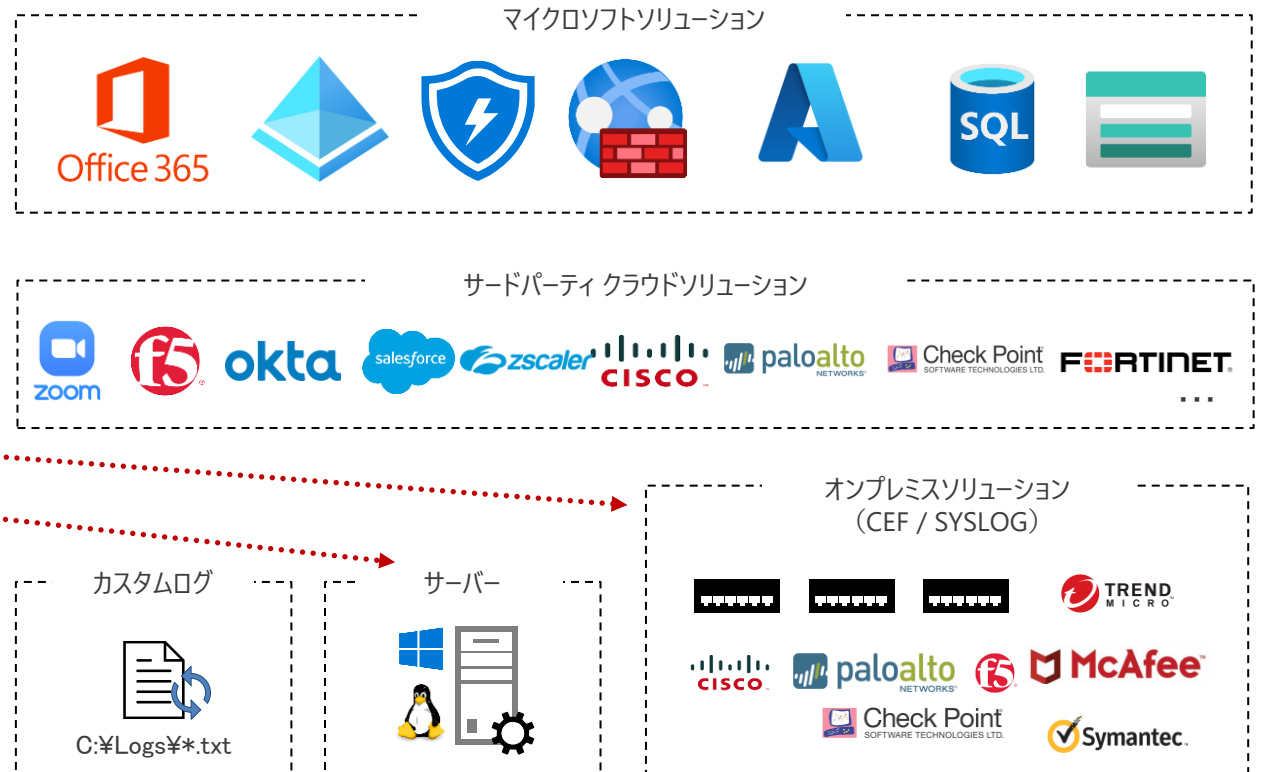 マイクロソフトソリューション
Office 365
SQL
サードパーティ クラウドソリューション
zoom
f5
okta
salesforce
zscaler
CISCO
paloalto
NETWORKS
Check Point
SOFTWARE TECHNOLOGIES LTD.
FORTINET
...
オンプレミスソリューション
（CEF / SYSLOG）
カスタムログ
サーバー
TREND
MICRO
CISCO
paloalto
NETWORKS
f5
McAfee
C:¥Logs¥*.txt
Check Point
SOFTWARE TECHNOLOGIES LTD.
Symantec.